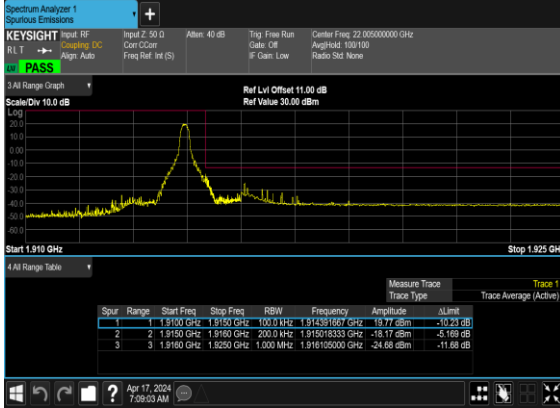 Spectrum Analyzer 1
Spurious Emissions
+
KEYSIGHT Input: RF Input Z: 50 Ω Atten: 40 dB Trig: Free Run Center Freq: 22.005000000 GHz
RLT Coupling: DC Corr CCorr Gate: Off Avg|Hold: 100/100
Align: Auto Freq Ref: Int (S) IF Gain: Low Radio Std: None
LXI PASS
3 All Range Graph
Ref Lvl Offset 11.00 dB
Scale/Div 10.0 dB Ref Value 30.00 dBm
Log
20.0
10.0
0.00
-10.0
-20.0
-30.0
-40.0
-50.0
-60.0
Start 1.910 GHz Stop 1.925 GH
4 All Range Table
Measure Trace Trace 1
Trace Type Trace Average (Active)
Spur Range Start Freq Stop Freq RBW Frequency Amplitude ΔLimit
1 1 1.9100 GHz 1.9150 GHz 100.0 kHz 1.914391667 GHz 19.77 dBm -10.23 dB
2 2 1.9150 GHz 1.9160 GHz 200.0 kHz 1.915018333 GHz -18.17 dBm -5.169 dB
3 3 1.9160 GHz 1.9250 GHz 1.000 MHz 1.916105000 GHz -24.68 dBm -11.68 dB
? Apr 17, 2024
7:09:03 AM